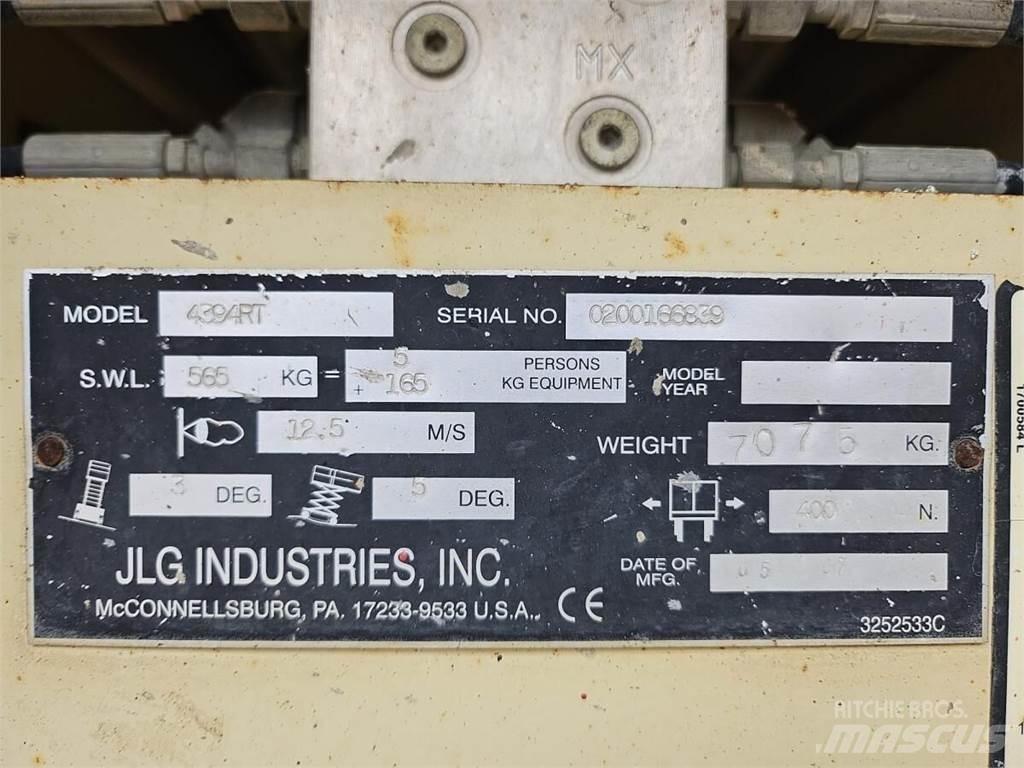 MX
MODEL 4394RT SERIAL NO. 0200166839
S.W.L. 565 KG = 5 PERSONS
+ 165 KG EQUIPMENT
MODEL YEAR
12.5 M/S
WEIGHT 7075 KG.
3 DEG. 5 DEG.
400 N.
JLG INDUSTRIES, INC.
DATE OF MFG. 05
McCONNELLSBURG, PA. 17233-9533 U.S.A.
CE
3252533C
RITCHIE BROS.
MASCUS